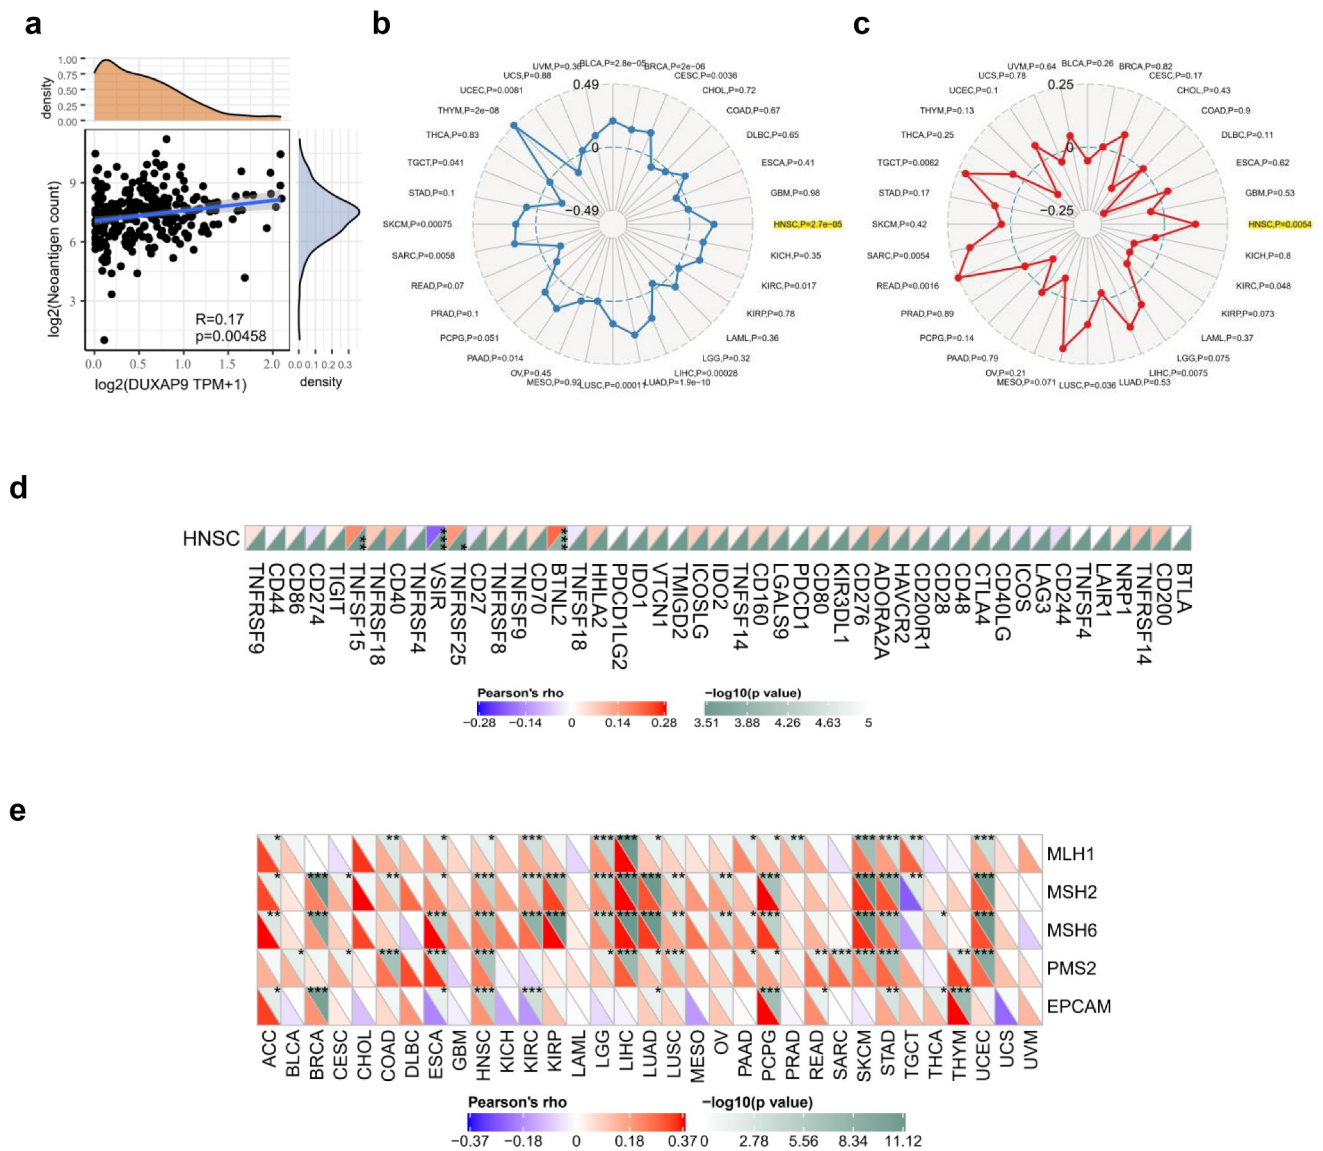 a
b
c
1.00
0.75
0.50
0.25
0.00
density
9
6
3
log2(Neoantigen count)
R=0.17
p=0.00458
0.0 0.5 1.0 1.5 2.0
log2(DUXAP9 TPM+1)
0.0 0.1 0.2 0.3
density
0.49
0
−0.49
BLCA,P=2.8e−05
BRCA,P=2e−06
CESC,P=0.0036
CHOL,P=0.72
COAD,P=0.67
DLBC,P=0.65
ESCA,P=0.41
GBM,P=0.98
HNSC,P=2.7e−05
KICH,P=0.35
KIRC,P=0.017
KIRP,P=0.78
LAML,P=0.36
LGG,P=0.32
LIHC,P=0.00028
LUAD,P=1.9e−10
LUSC,P=0.00011
MESO,P=0.92
OV,P=0.45
PAAD,P=0.014
PCPG,P=0.051
PRAD,P=0.1
READ,P=0.07
SARC,P=0.0058
SKCM,P=0.00075
STAD,P=0.1
TGCT,P=0.041
THCA,P=0.83
THYM,P=2e−08
UCEC,P=0.0081
UCS,P=0.88
UVM,P=0.36
0.25
0
−0.25
BLCA,P=0.26
BRCA,P=0.82
CESC,P=0.17
CHOL,P=0.43
COAD,P=0.9
DLBC,P=0.11
ESCA,P=0.62
GBM,P=0.53
HNSC,P=0.0054
KICH,P=0.8
KIRC,P=0.048
KIRP,P=0.073
LAML,P=0.37
LGG,P=0.075
LIHC,P=0.0075
LUAD,P=0.53
LUSC,P=0.036
MESO,P=0.071
OV,P=0.21
PAAD,P=0.79
PCPG,P=0.14
PRAD,P=0.89
READ,P=0.0016
SARC,P=0.0054
SKCM,P=0.42
STAD,P=0.17
TGCT,P=0.0062
THCA,P=0.25
THYM,P=0.13
UCEC,P=0.1
UCS,P=0.78
UVM,P=0.64
d
HNSC
TNFRSF9
CD44
CD86
CD274
TIGIT
TNFSF15
TNFRSF18
CD40
TNFRSF4
VSIR
TNFRSF25
CD27
TNFRSF8
TNFSF9
CD70
BTNL2
TNFSF18
HHLA2
PDCD1LG2
IDO1
VTCN1
TMIGD2
ICOSLG
IDO2
TNFSF14
CD160
LGALS9
PDCD1
CD80
KIR3DL1
CD276
ADORA2A
HAVCR2
CD200R1
CD28
CD48
CTLA4
CD40LG
ICOS
LAG3
CD244
TNFSF4
LAIR1
NRP1
TNFRSF14
CD200
BTLA
Pearson's rho
−0.28 −0.14 0 0.14 0.28
−log10(p value)
3.51 3.88 4.26 4.63 5
e
MLH1
MSH2
MSH6
PMS2
EPCAM
ACC
BLCA
BRCA
CESC
CHOL
COAD
DLBC
ESCA
GBM
HNSC
KICH
KIRC
KIRP
LAML
LGG
LIHC
LUAD
LUSC
MESO
OV
PAAD
PCPG
PRAD
READ
SARC
SKCM
STAD
TGCT
THCA
THYM
UCEC
UCS
UVM
Pearson's rho
−0.37 −0.18 0 0.18 0.37
−log10(p value)
0 2.78 5.56 8.34 11.12